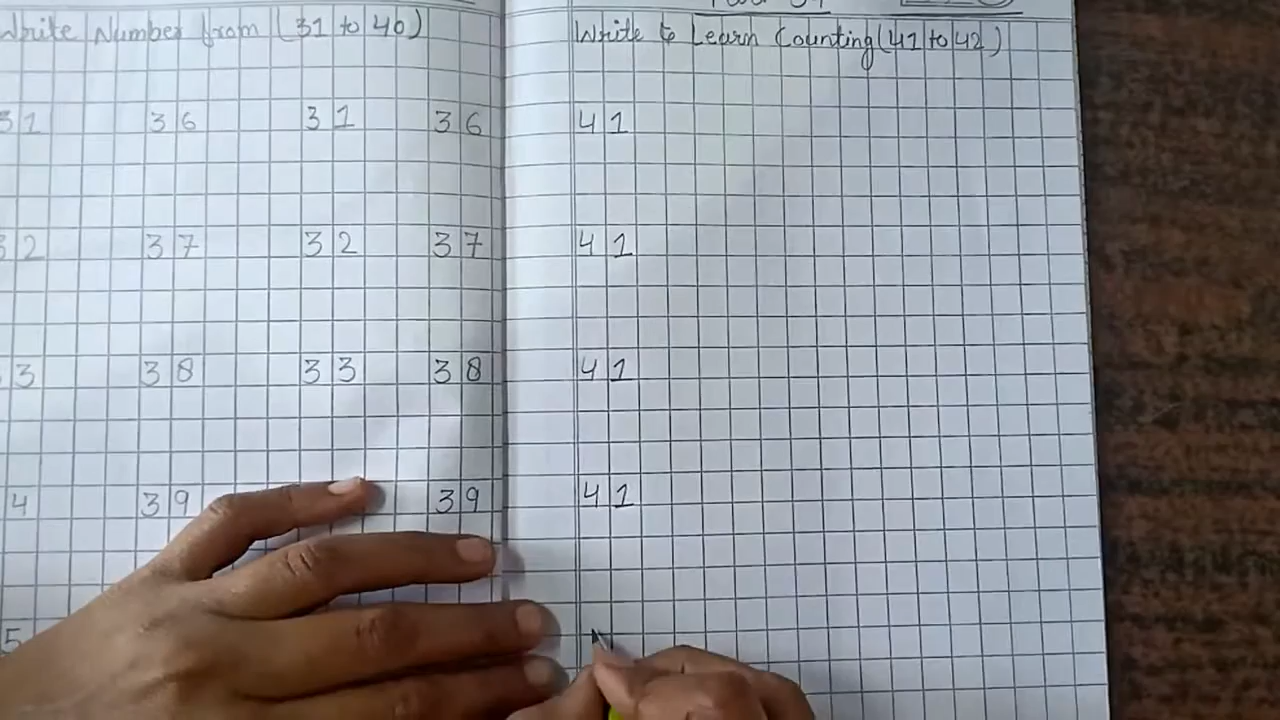 Write Number from (31 to 40)
31 36 31 36
32 37 32 37
3 38 33 38
4 39 39
5
Write to Learn Counting (41 to 42)
41
41
41
41